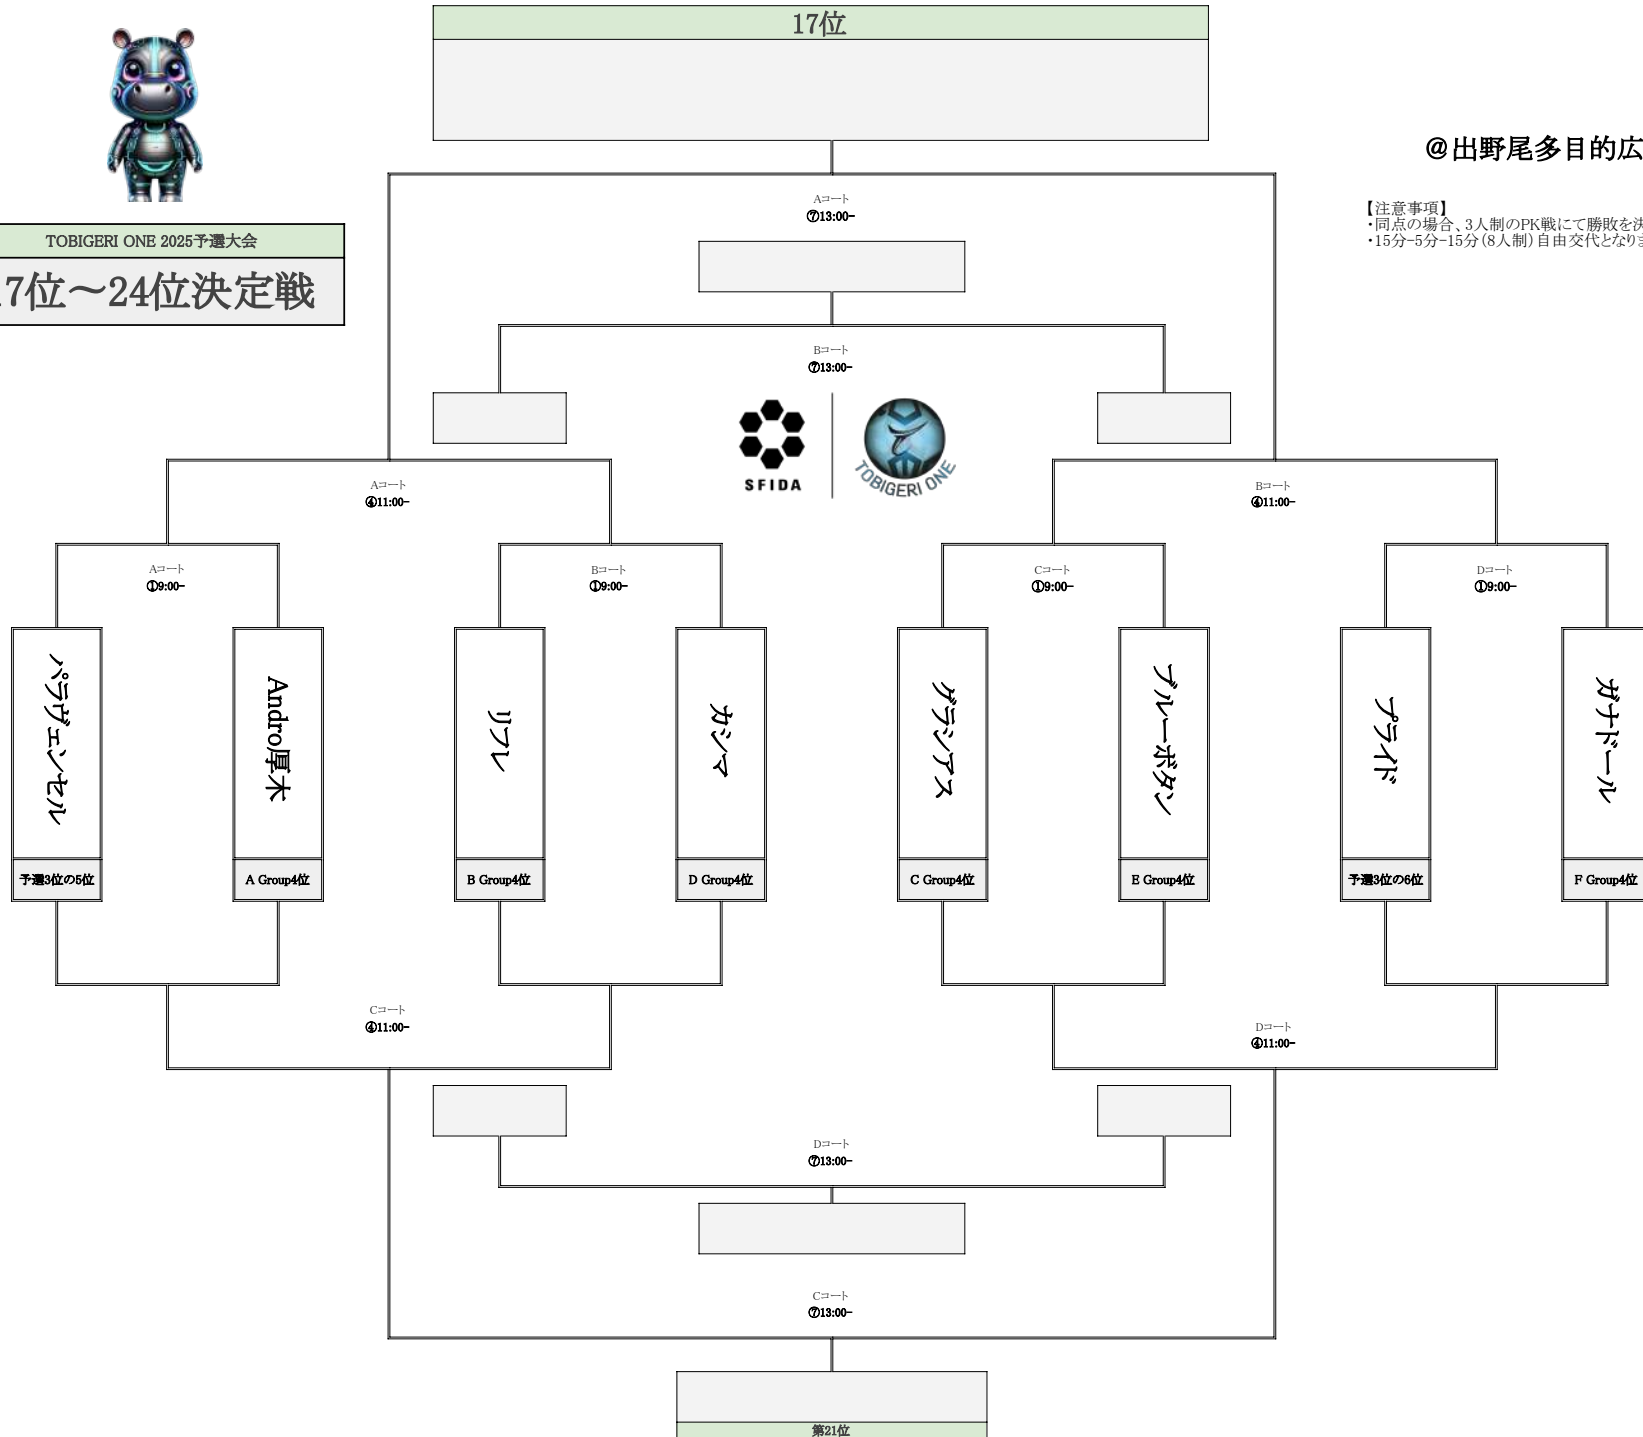 17位
@出野尾多目的広
Aコート
⑦13:00-
【注意事項】
・同点の場合、3人制のPK戦にて勝敗を決
・15分-5分-15分(8人制)自由交代となりま
TOBIGERI ONE 2025予選大会
7位～24位決定戦
Bコート
⑦13:00-
SFIDA
TOBIGERI ONE
Aコート
④11:00-
Bコート
④11:00-
Aコート
①9:00-
Bコート
①9:00-
Cコート
①9:00-
Dコート
①9:00-
パラヴェンセル
Andro厚木
リフレ
カシマ
グラシアス
ブルーボタン
プライド
ガナドール
予選3位の5位
A Group4位
B Group4位
D Group4位
C Group4位
E Group4位
予選3位の6位
F Group4位
Cコート
④11:00-
Dコート
④11:00-
Dコート
⑦13:00-
Cコート
⑦13:00-
第21位